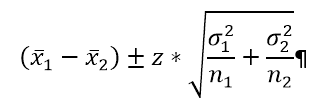 (x̄₁ − x̄₂) ± z * √(σ₁²/n₁ + σ₂²/n₂)¶